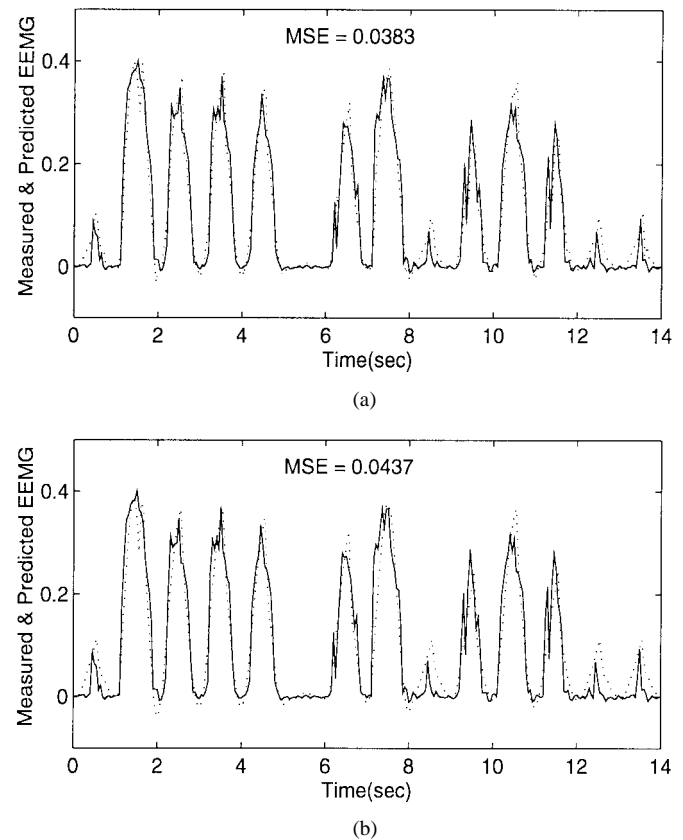 MSE = 0.0383
Measured & Predicted EEMG
0.4
0.2
0
0 2 4 6 8 10 12 14
Time(sec)
(a)
MSE = 0.0437
Measured & Predicted EEMG
0.4
0.2
0
0 2 4 6 8 10 12 14
Time(sec)
(b)